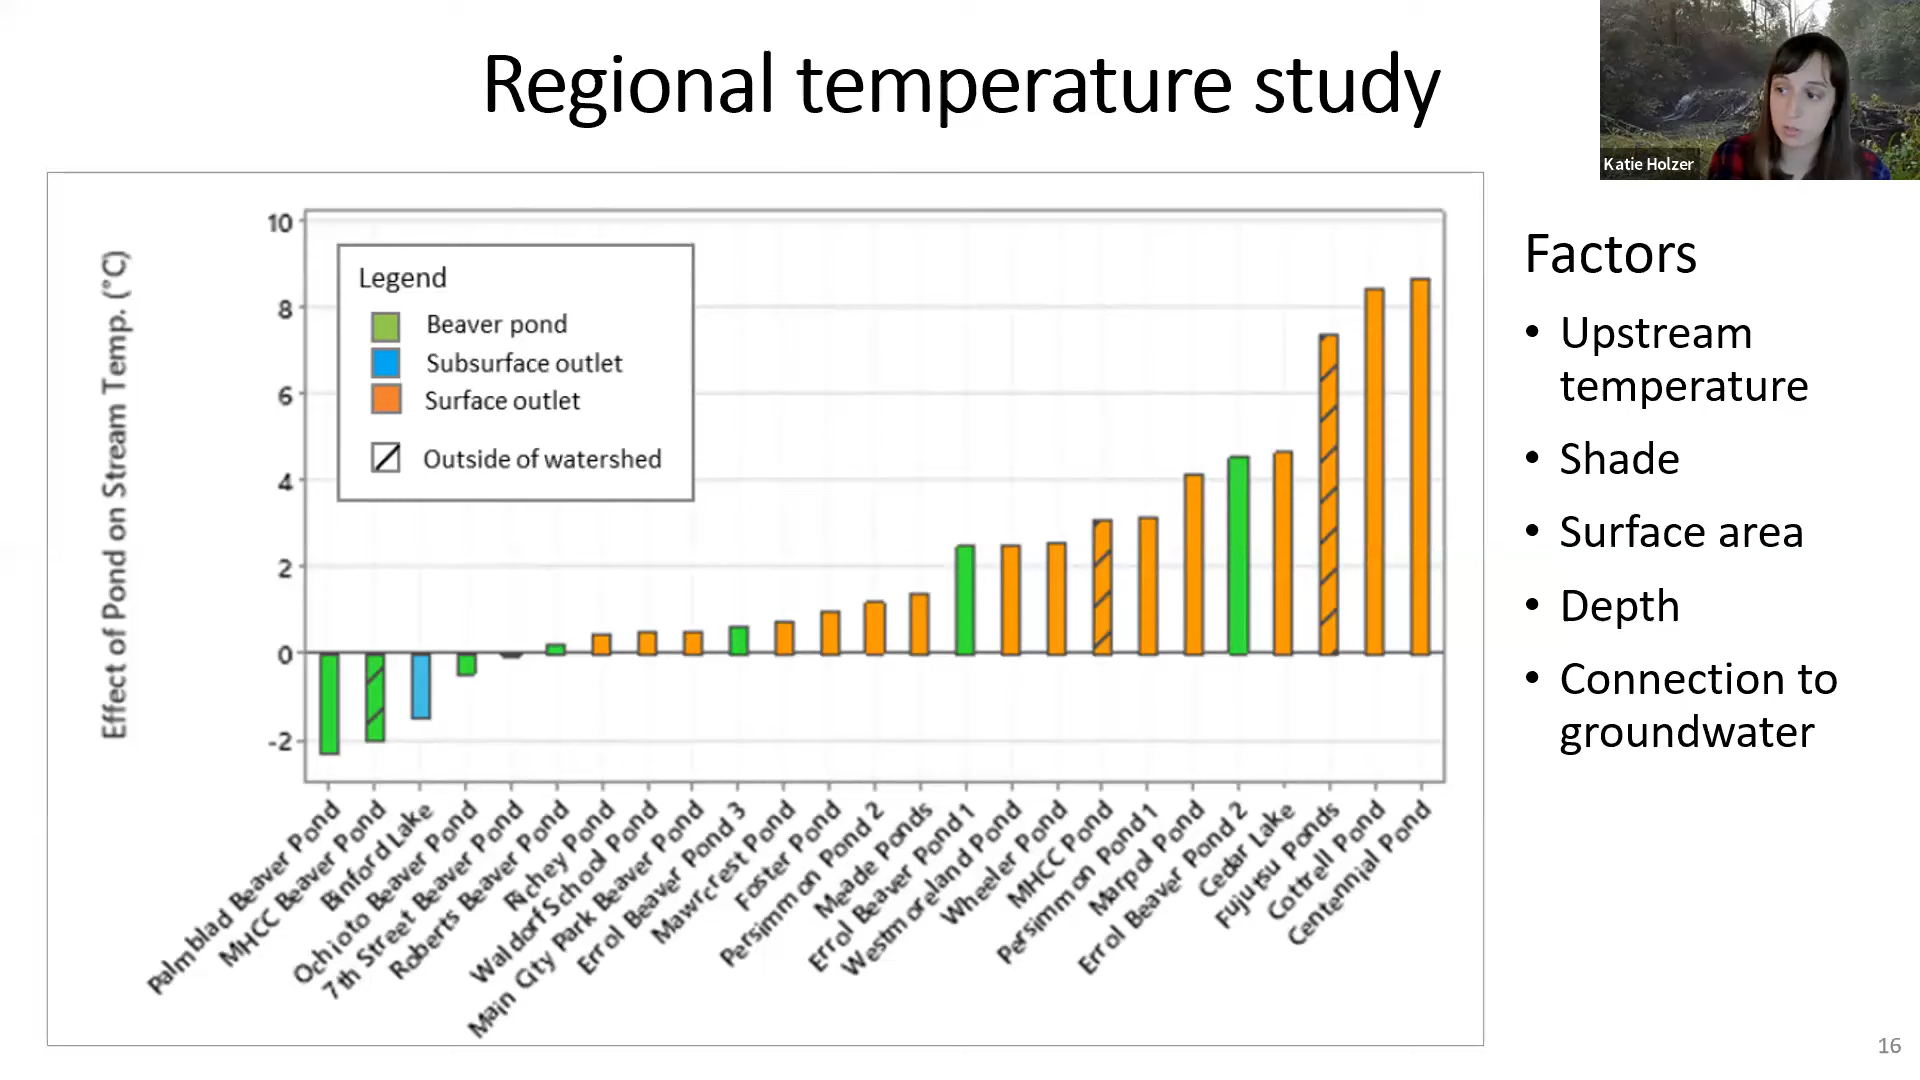 Regional temperature study
Katie Holzer
Effect of Pond on Stream Temp. (°C)
10
8
6
4
2
0
-2
Legend
Beaver pond
Subsurface outlet
Surface outlet
Outside of watershed
Palmblad Beaver Pond
MHCC Beaver Pond
Binford Lake
Ochioto Beaver Pond
7th Street Beaver Pond
Roberts Beaver Pond
Richey Pond
Waldorf School Pond
Main City Park Beaver Pond
Errol Beaver Pond 3
Mawrcrest Pond
Foster Pond
Persimmon Pond 2
Meade Ponds
Errol Beaver Pond 1
Westmoreland Pond
Wheeler Pond
MHCC Pond
Persimmon Pond 1
Marpol Pond
Errol Beaver Pond 2
Cedar Lake
Fujutsu Ponds
Cottrell Pond
Centennial Pond
Factors
• Upstream
temperature
• Shade
• Surface area
• Depth
• Connection to
groundwater
16